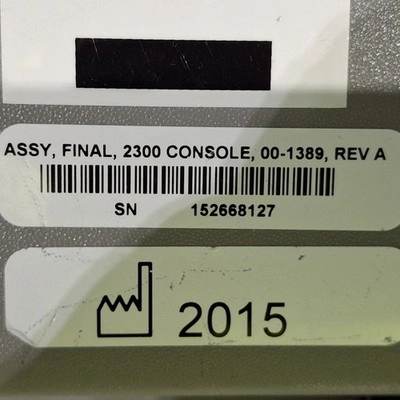 ASSY, FINAL, 2300 CONSOLE, 00-1389, REV A
SN 152668127
2015